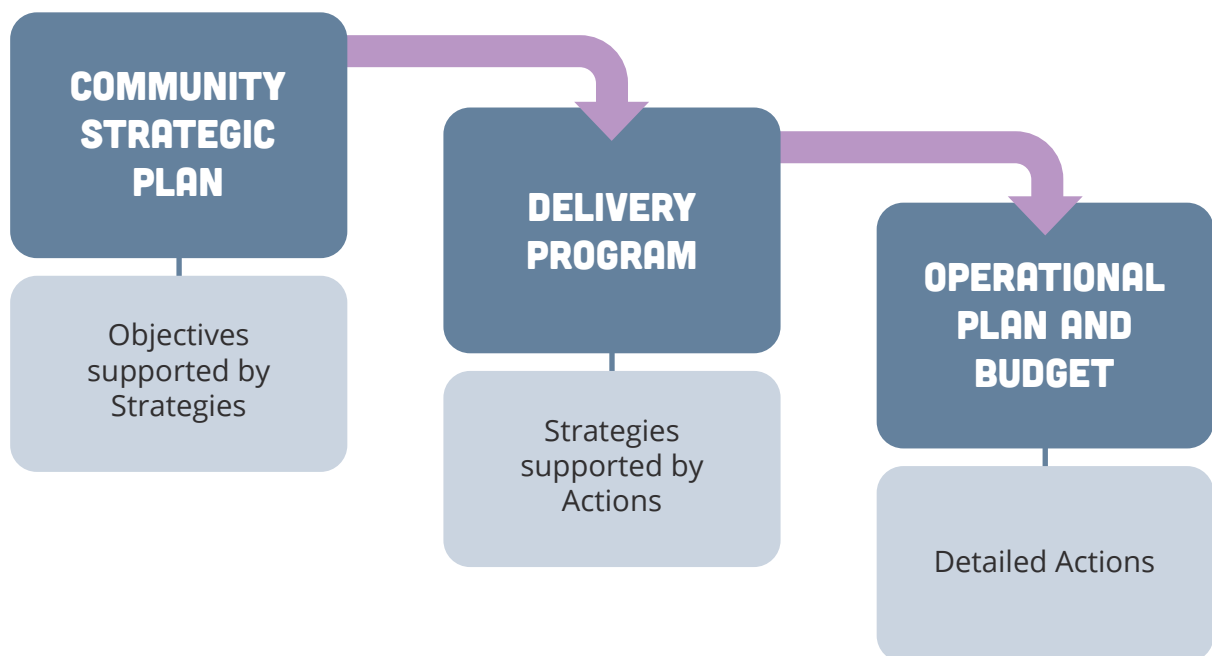 COMMUNITY
STRATEGIC
PLAN
Objectives
supported by
Strategies
DELIVERY
PROGRAM
Strategies
supported by
Actions
OPERATIONAL
PLAN AND
BUDGET
Detailed Actions